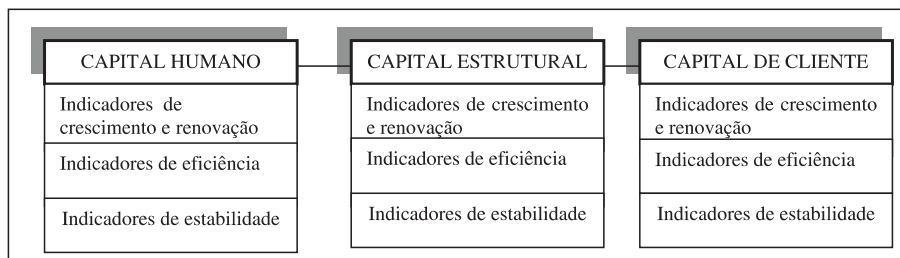 CAPITAL HUMANO
Indicadores de
crescimento e renovação
Indicadores de eficiência
Indicadores de estabilidade
CAPITAL ESTRUTURAL
Indicadores de crescimento
e renovação
Indicadores de eficiência
Indicadores de estabilidade
CAPITAL DE CLIENTE
Indicadores de crescimento
e renovação
Indicadores de eficiência
Indicadores de estabilidade